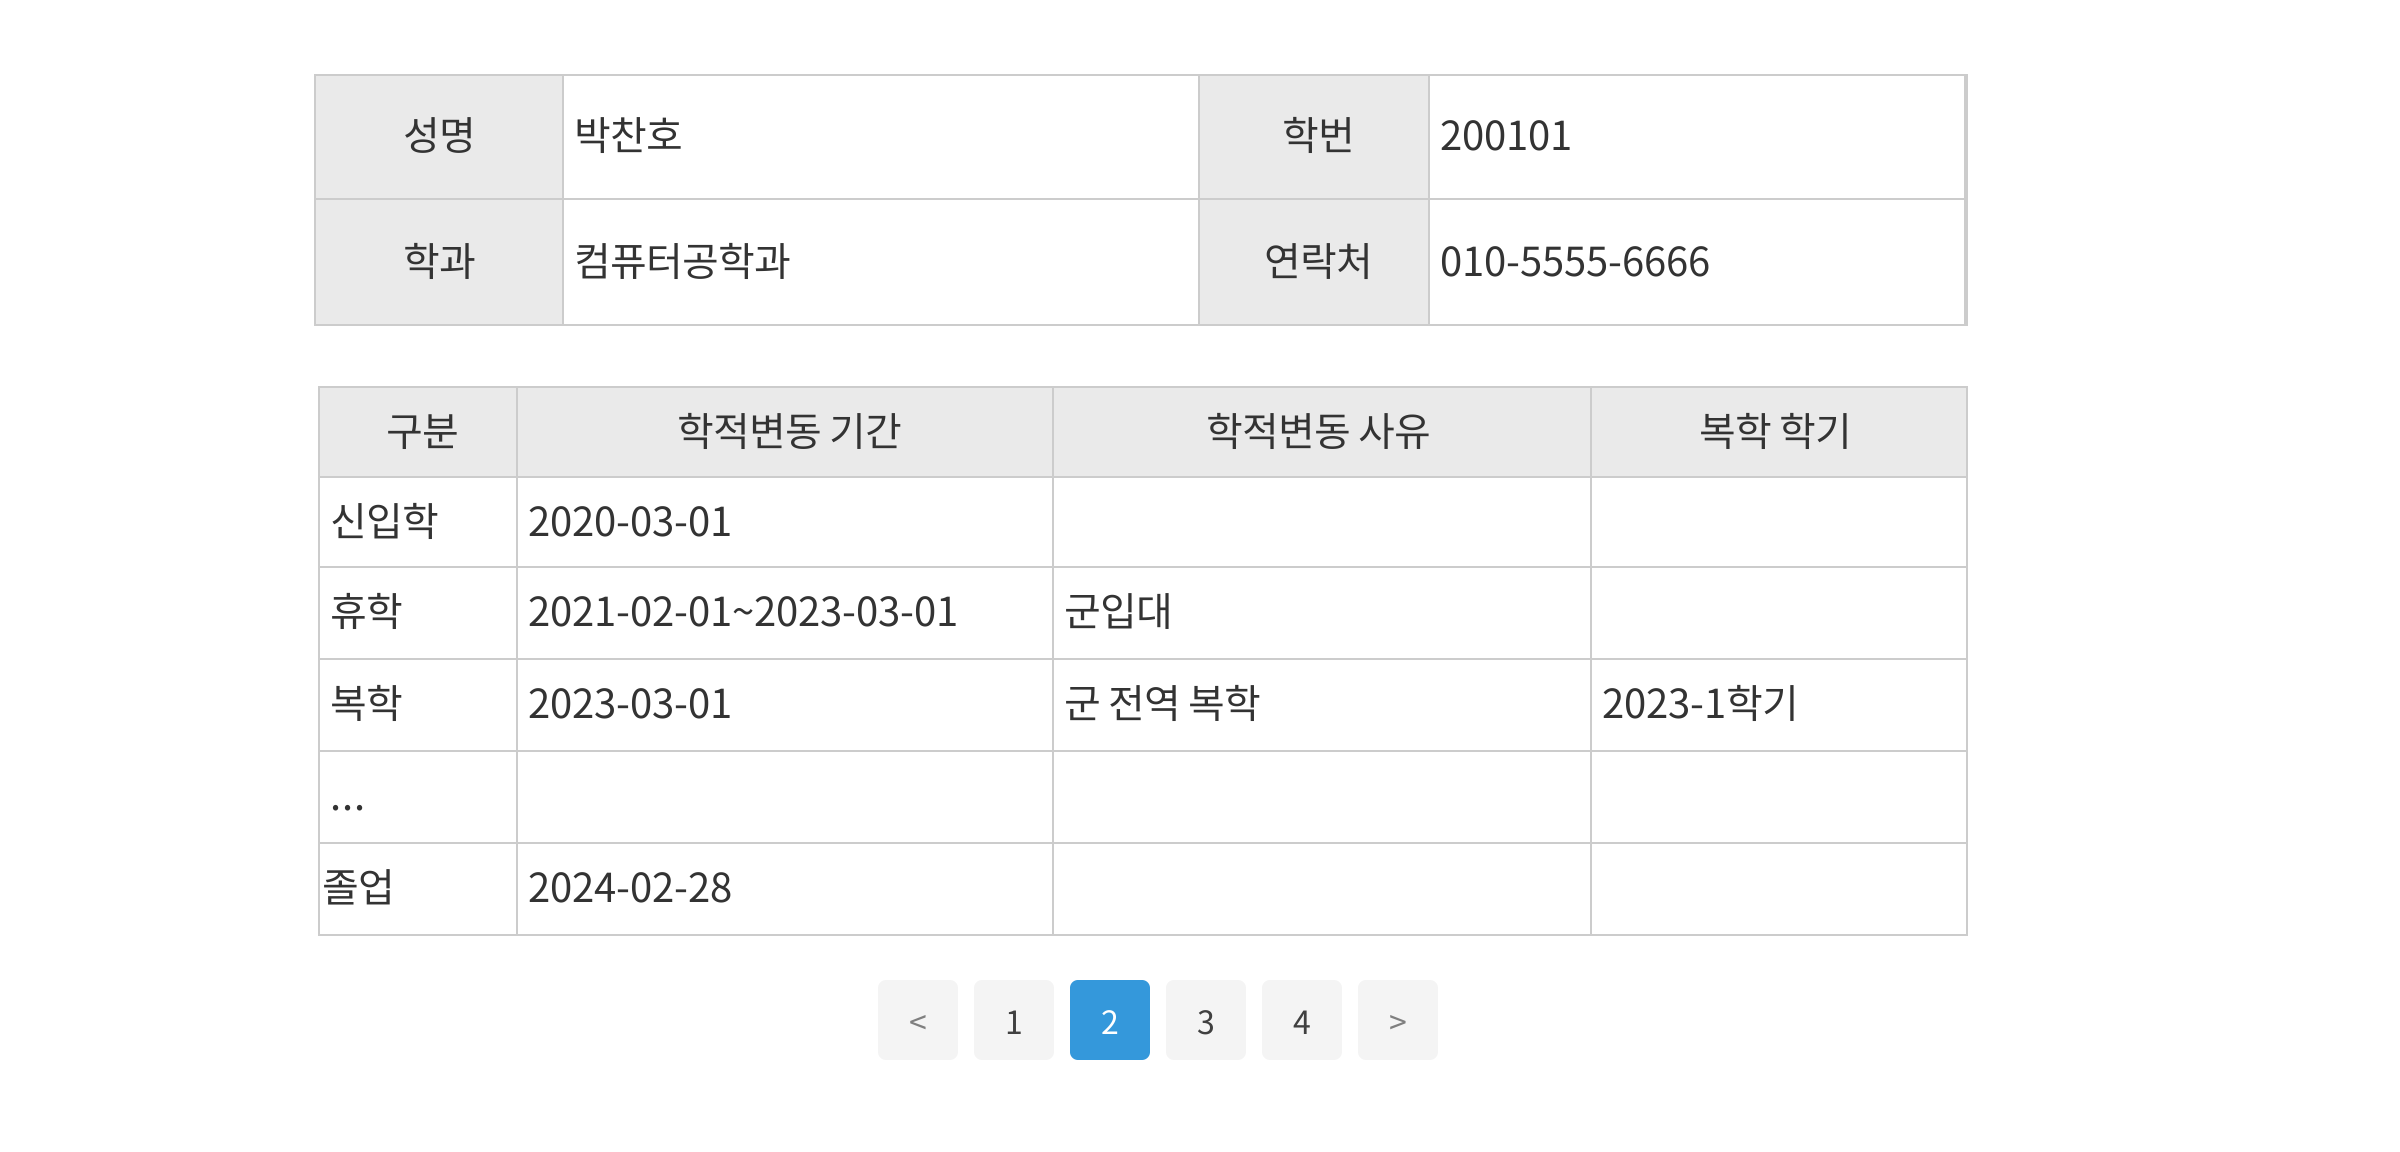 성명 박찬호 학번 200101
학과 컴퓨터공학과 연락처 010-5555-6666
구분 학적변동 기간 학적변동 사유 복학 학기
신입학 2020-03-01
휴학 2021-02-01~2023-03-01 군입대
복학 2023-03-01 군 전역 복학 2023-1학기
...
졸업 2024-02-28
< 1 2 3 4 >